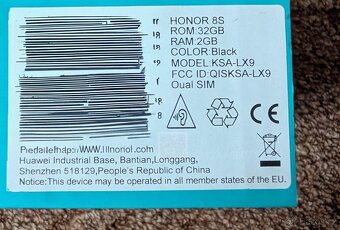 HONOR 8S
ROM:32GB
RAM:2GB
COLOR:Black
MODEL:KSA-LX9
FCC ID:QISKSA-LX9
Dual SIM
CE
Huawei Industrial Base, Bantian,Longgang,
Shenzhen 518129,People's Republic of China
Notice:This device may be operated in all member states of the EU.